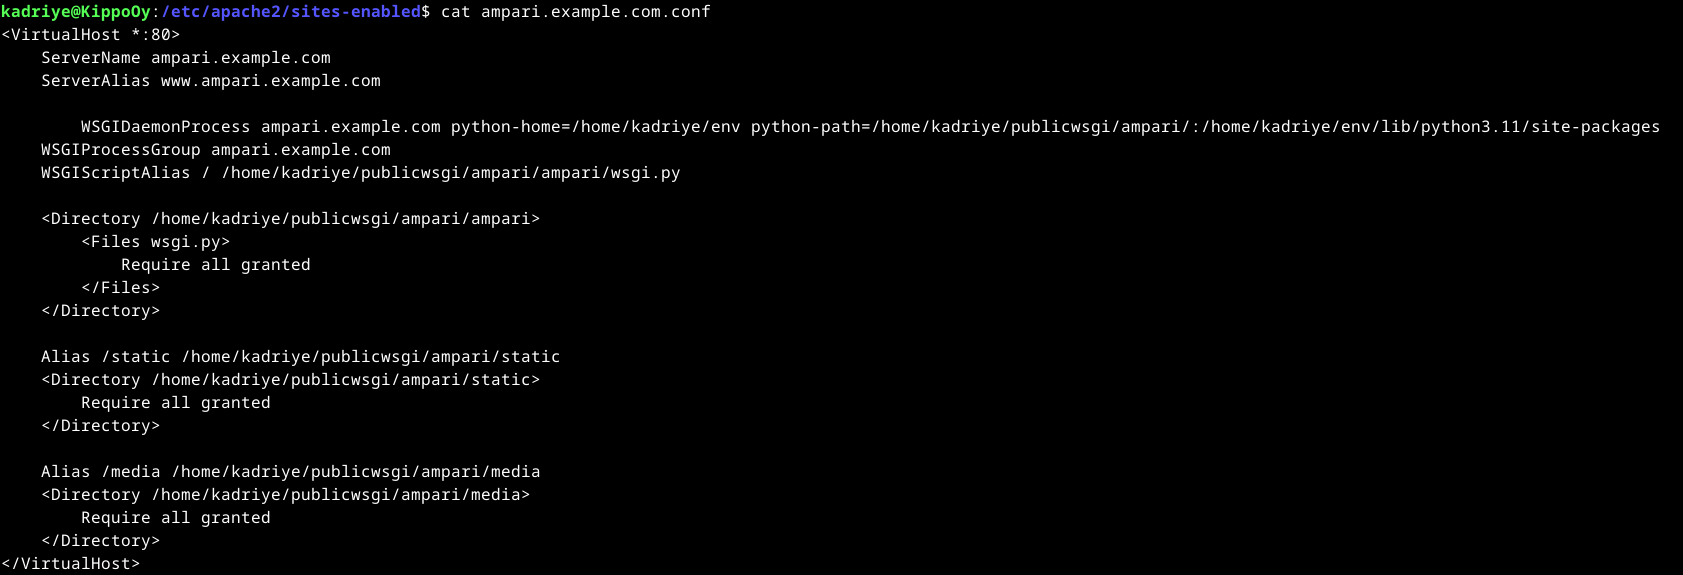 kadriye@KippoOy:/etc/apache2/sites-enabled$ cat ampari.example.com.conf
<VirtualHost *:80>
    ServerName ampari.example.com
    ServerAlias www.ampari.example.com

        WSGIDaemonProcess ampari.example.com python-home=/home/kadriye/env python-path=/home/kadriye/publicwsgi/ampari/:/home/kadriye/env/lib/python3.11/site-packages
    WSGIProcessGroup ampari.example.com
    WSGIScriptAlias / /home/kadriye/publicwsgi/ampari/ampari/wsgi.py

    <Directory /home/kadriye/publicwsgi/ampari/ampari>
        <Files wsgi.py>
            Require all granted
        </Files>
    </Directory>

    Alias /static /home/kadriye/publicwsgi/ampari/static
    <Directory /home/kadriye/publicwsgi/ampari/static>
        Require all granted
    </Directory>

    Alias /media /home/kadriye/publicwsgi/ampari/media
    <Directory /home/kadriye/publicwsgi/ampari/media>
        Require all granted
    </Directory>
</VirtualHost>